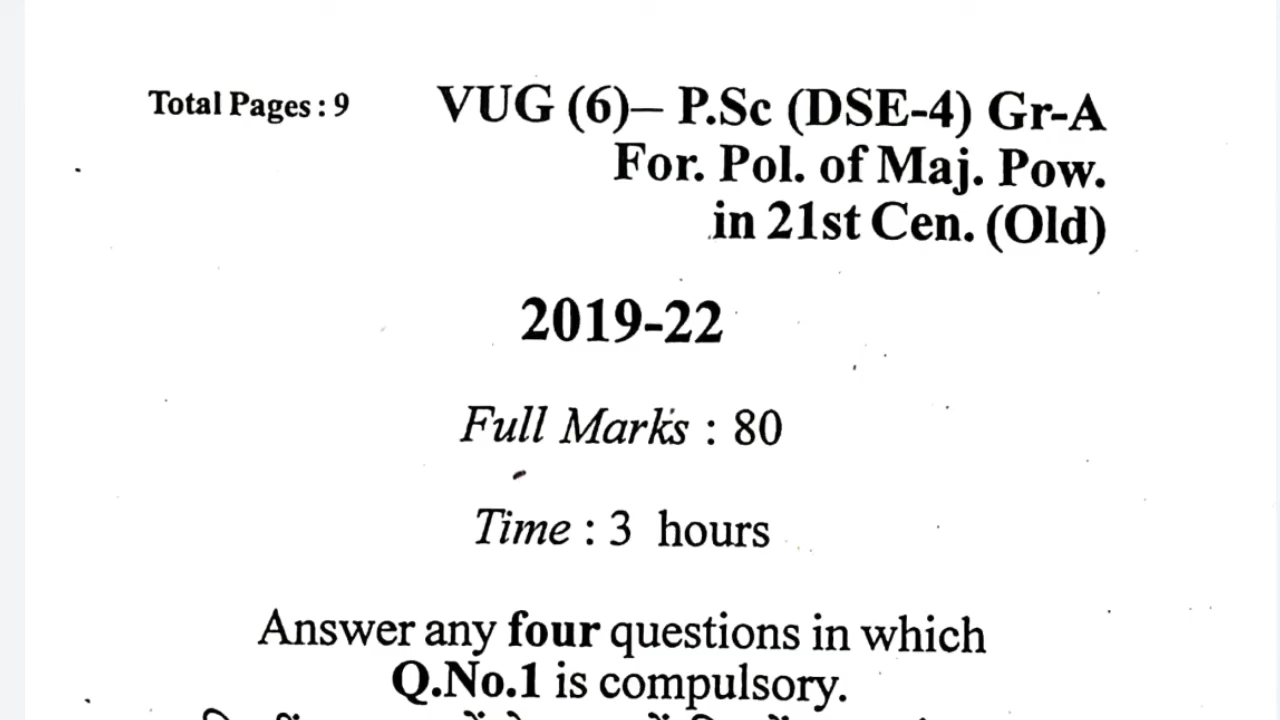 Total Pages : 9
VUG (6)– P.Sc (DSE-4) Gr-A
For. Pol. of Maj. Pow.
in 21st Cen. (Old)
2019-22
Full Marks : 80
Time : 3 hours
Answer any four questions in which
Q.No.1 is compulsory.